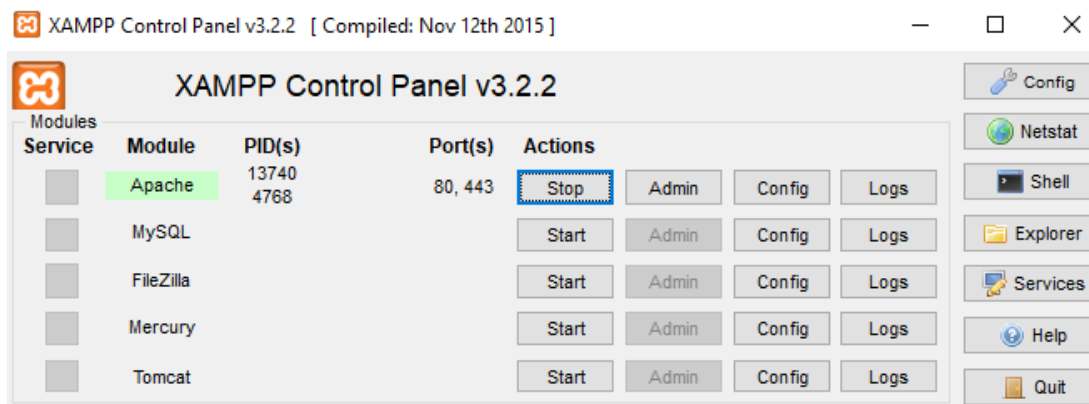 XAMPP Control Panel v3.2.2 [ Compiled: Nov 12th 2015 ]
XAMPP Control Panel v3.2.2
Config
Modules
Service Module PID(s) Port(s) Actions
Netstat
Apache 13740 4768 80, 443 Stop Admin Config Logs
Shell
MySQL Start Admin Config Logs
Explorer
FileZilla Start Admin Config Logs
Services
Mercury Start Admin Config Logs
Help
Tomcat Start Admin Config Logs
Quit